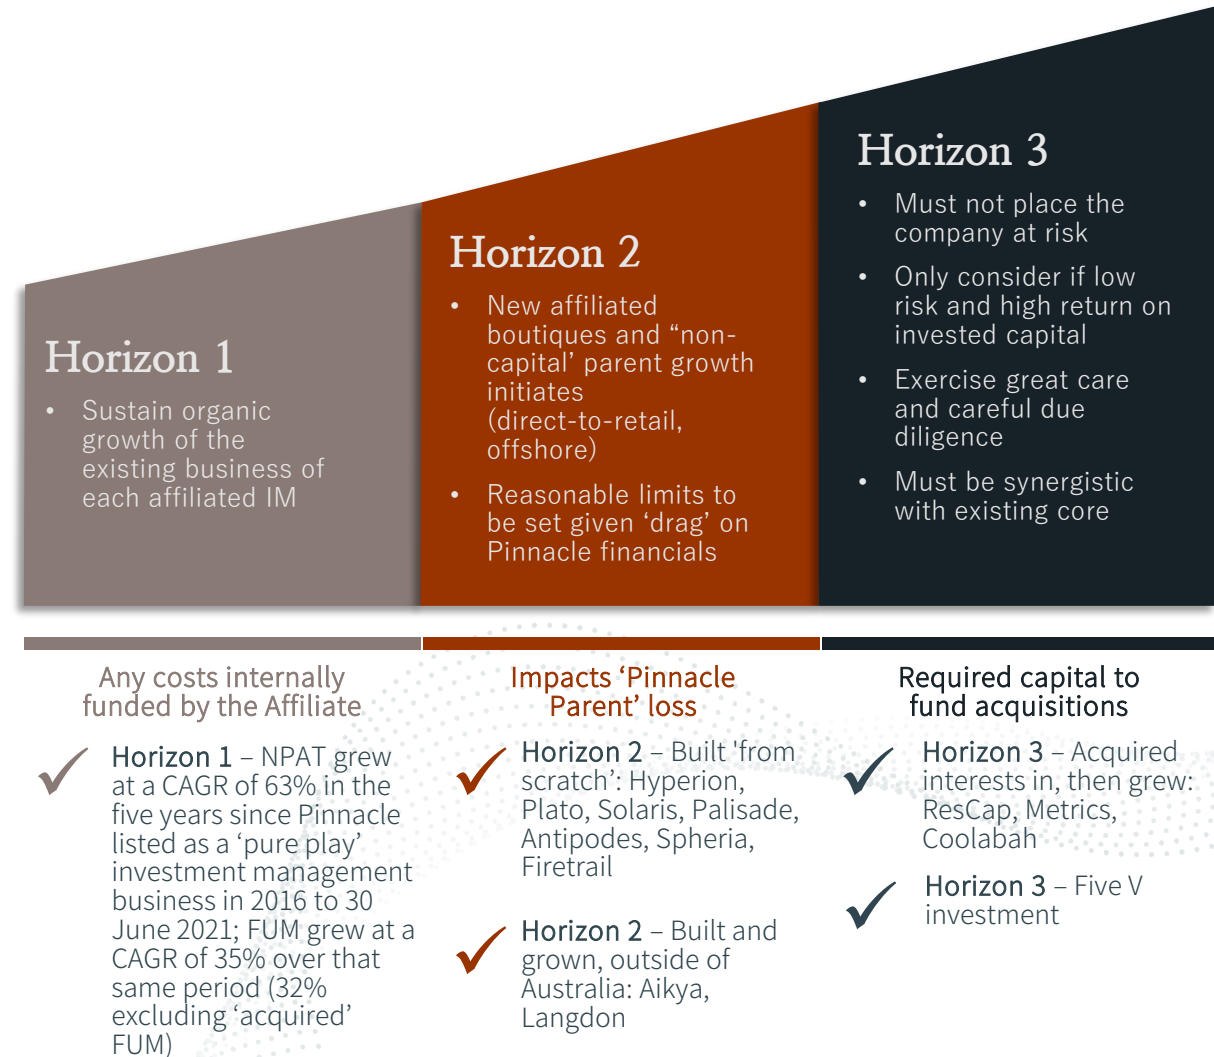 Horizon 1
• Sustain organic
growth of the
existing business of
each affiliated IM
Horizon 2
• New affiliated
boutiques and “non-
capital’ parent growth
initiates
(direct-to-retail,
offshore)
• Reasonable limits to
be set given ‘drag’ on
Pinnacle financials
Horizon 3
• Must not place the
company at risk
• Only consider if low
risk and high return on
invested capital
• Exercise great care
and careful due
diligence
• Must be synergistic
with existing core
Any costs internally
funded by the Affiliate
Horizon 1 – NPAT grew
at a CAGR of 63% in the
five years since Pinnacle
listed as a ‘pure play’
investment management
business in 2016 to 30
June 2021; FUM grew at a
CAGR of 35% over that
same period (32%
excluding ‘acquired’
FUM)
Impacts ‘Pinnacle
Parent’ loss
Horizon 2 – Built 'from
scratch’: Hyperion,
Plato, Solaris, Palisade,
Antipodes, Spheria,
Firetrail
Horizon 2 – Built and
grown, outside of
Australia: Aikya,
Langdon
Required capital to
fund acquisitions
Horizon 3 – Acquired
interests in, then grew:
ResCap, Metrics,
Coolabah
Horizon 3 – Five V
investment